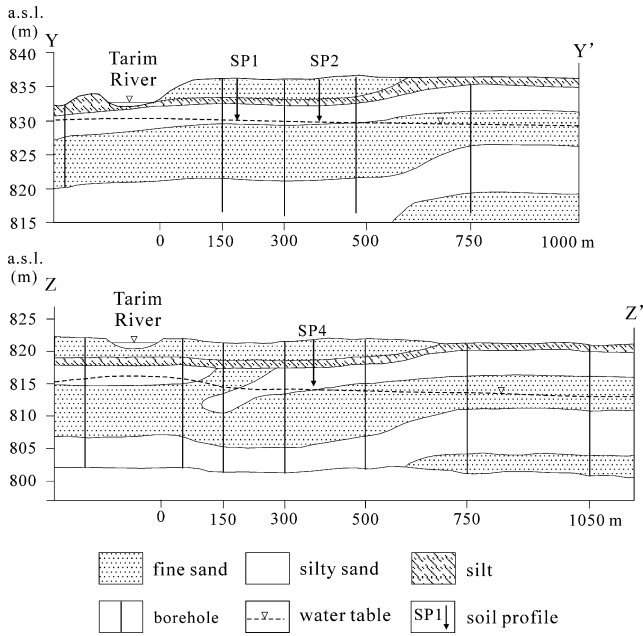 a.s.l.
(m)
Y
Y’
840
835
830
825
820
815
Tarim
River
SP1
SP2
0
150
300
450
750
1000 m
a.s.l.
(m)
Z
Z’
825
820
815
810
805
800
Tarim
River
SP4
0
150
300
500
750
1050 m
fine sand
silty sand
silt
borehole
water table
SP1
soil profile